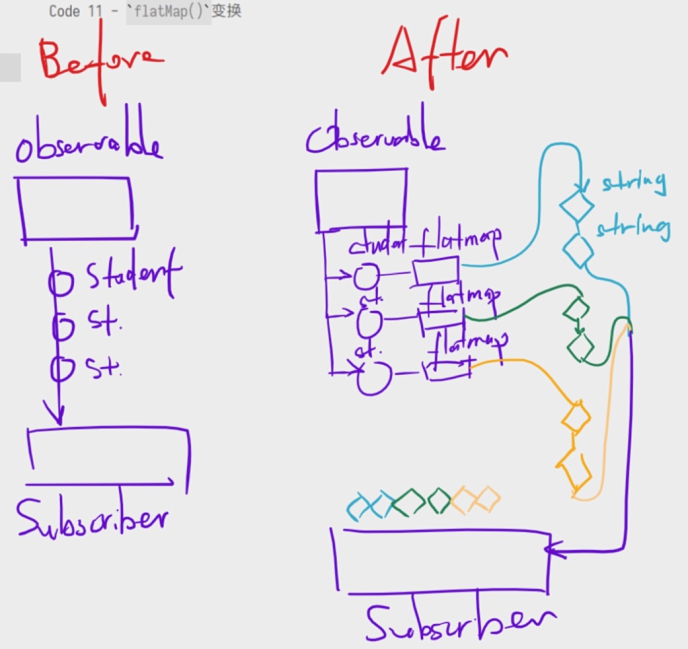 Code 11 - `flatMap()`变换
Before
After
Observable
Observable
string
string
flatmap
Student
st.
flatmap
St.
st.
flatmap
St.
Subscriber
Subscriber